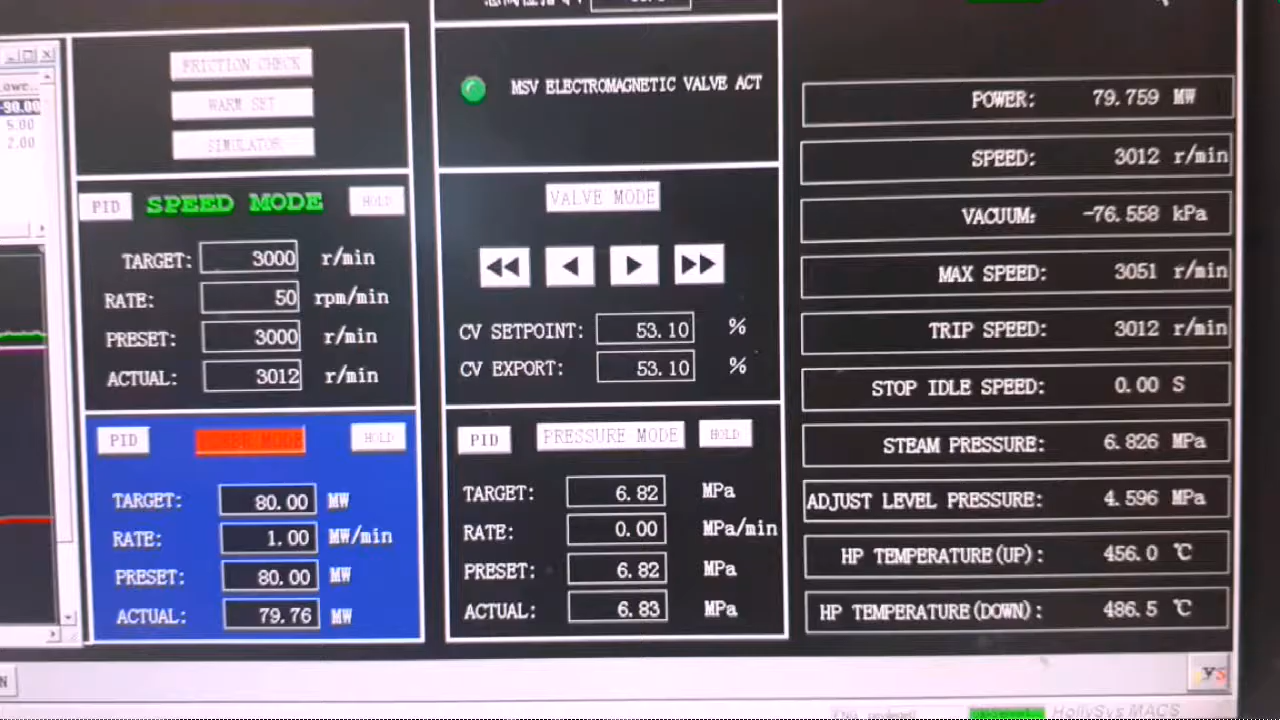 FRICTION CHECK
WARM SET
SIMULATOR
5.00
2.00
-90.00
PID SPEED MODE HOLD
TARGET: 3000 r/min
RATE: 50 rpm/min
PRESET: 3000 r/min
ACTUAL: 3012 r/min
PID POWER MODE HOLD
TARGET: 80.00 MW
RATE: 1.00 MW/min
PRESET: 80.00 MW
ACTUAL: 79.76 MW
MSV ELECTROMAGNETIC VALVE ACT
VALVE MODE
CV SETPOINT: 53.10 %
CV EXPORT: 53.10 %
PID PRESSURE MODE HOLD
TARGET: 6.82 MPa
RATE: 0.00 MPa/min
PRESET: 6.82 MPa
ACTUAL: 6.83 MPa
POWER: 79.759 MW
SPEED: 3012 r/min
VACUUM: -76.558 kPa
MAX SPEED: 3051 r/min
TRIP SPEED: 3012 r/min
STOP IDLE SPEED: 0.00 S
STEAM PRESSURE: 6.826 MPa
ADJUST LEVEL PRESSURE: 4.596 MPa
HP TEMPERATURE(UP): 456.0 ℃
HP TEMPERATURE(DOWN): 486.5 ℃
HollySys MACS